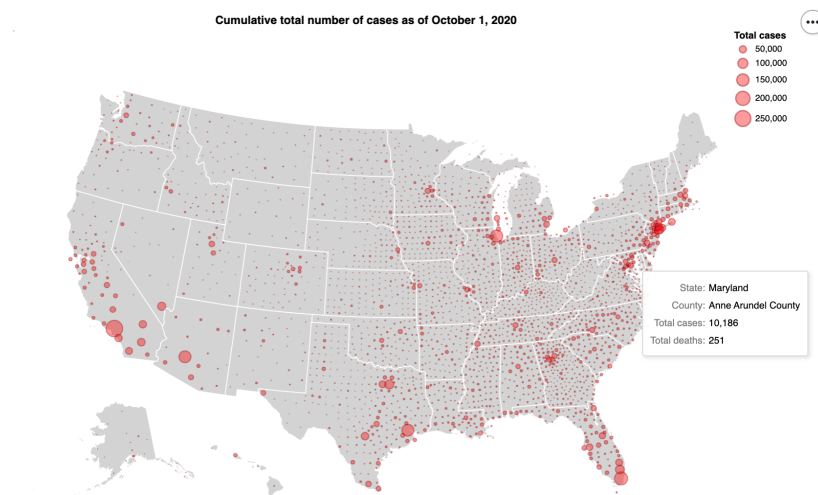 Cumulative total number of cases as of October 1, 2020
Total cases
50,000
100,000
150,000
200,000
250,000
State: Maryland
County: Anne Arundel County
Total cases: 10,186
Total deaths: 251